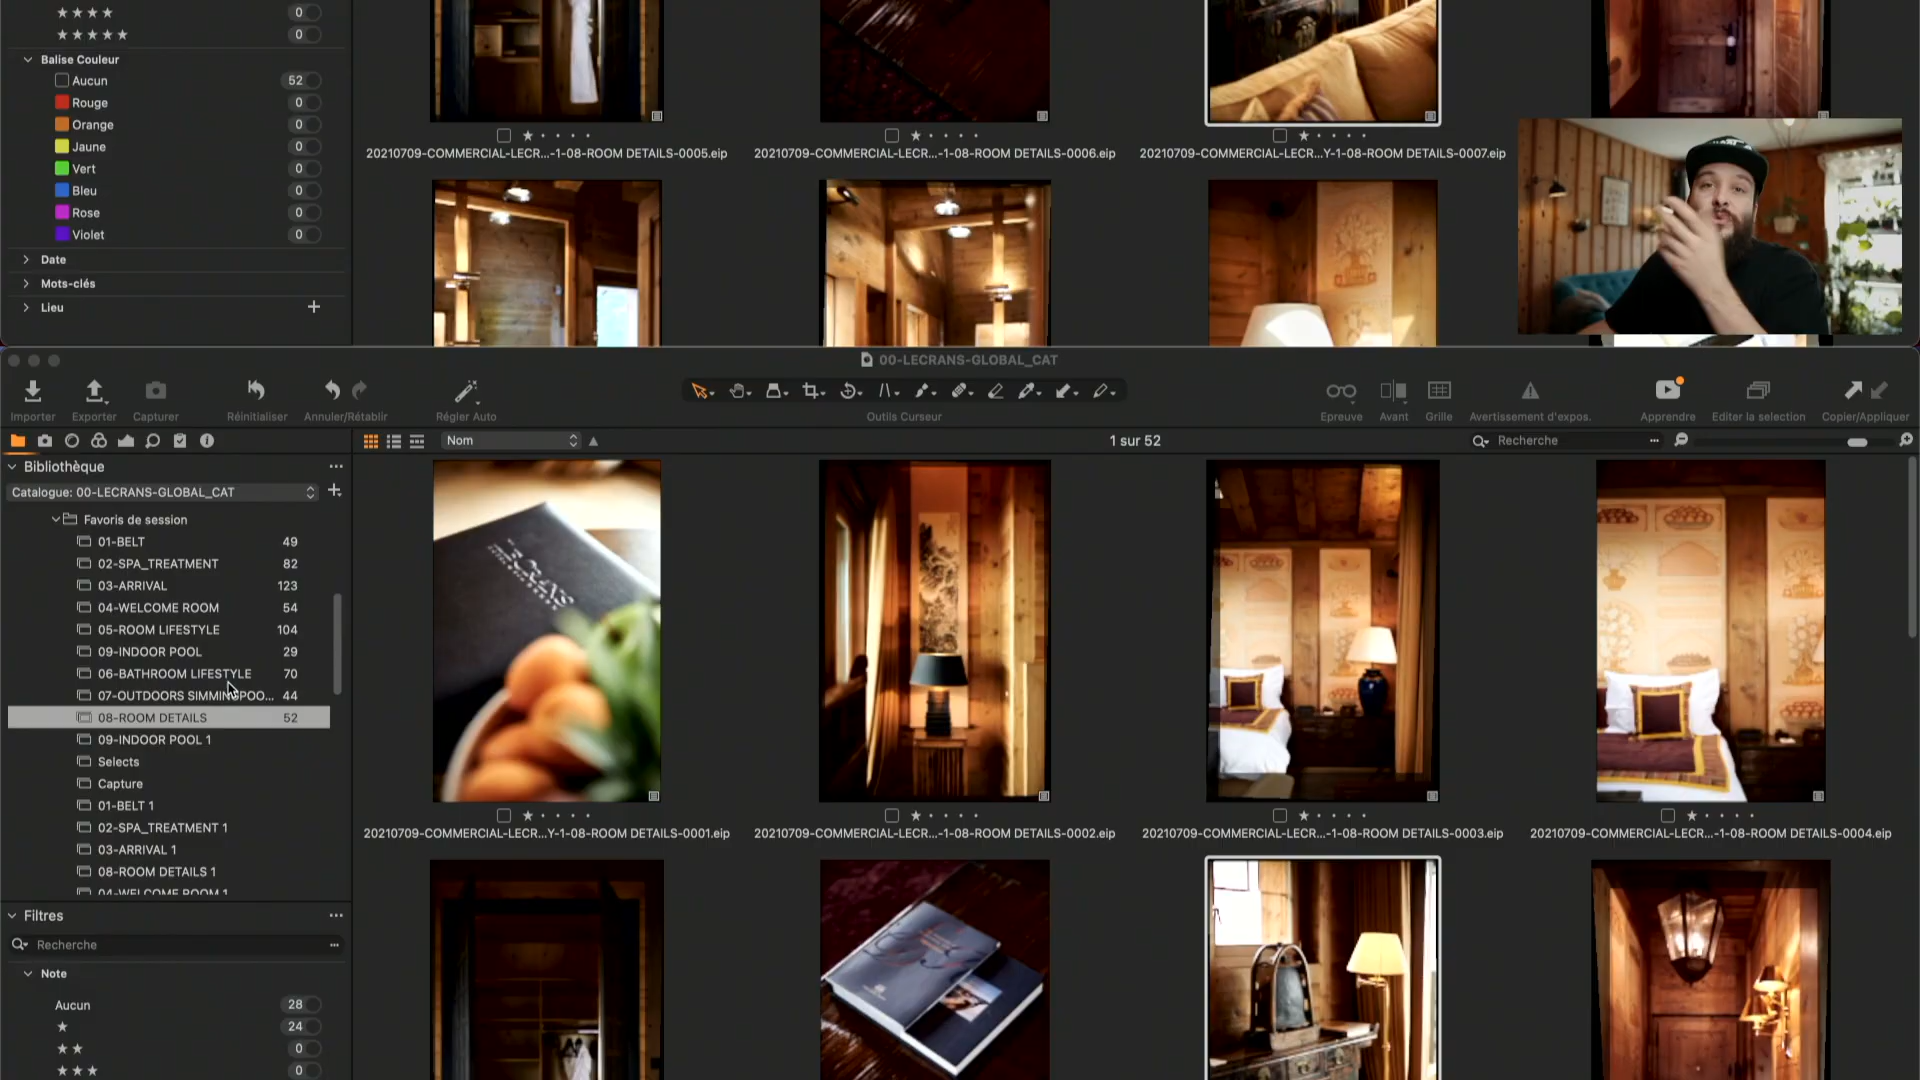 ★ ★ ★ ★ 0
★ ★ ★ ★ ★ 0
Balise Couleur
Aucun 52
Rouge 0
Orange 0
Jaune 0
Vert 0
Bleu 0
Rose 0
Violet 0
Date
Mots-clés
Lieu
20210709-COMMERCIAL-LECR...-1-08-ROOM DETAILS-0005.eip
20210709-COMMERCIAL-LECR...-1-08-ROOM DETAILS-0006.eip
20210709-COMMERCIAL-LECR...Y-1-08-ROOM DETAILS-0007.eip
00-LECRANS-GLOBAL_CAT
Importer Exporter Capturer Réinitialiser Annuler/Rétablir Régler Auto Outils Curseur Epreuve Avant Grille Avertissement d'expos. Apprendre Editer la selection Copier/Appliquer
Nom 1 sur 52 Recherche
Bibliothèque
Catalogue: 00-LECRANS-GLOBAL_CAT
Favoris de session
01-BELT 49
02-SPA_TREATMENT 82
03-ARRIVAL 123
04-WELCOME ROOM 54
05-ROOM LIFESTYLE 104
09-INDOOR POOL 29
06-BATHROOM LIFESTYLE 70
07-OUTDOORS SIMMINGPOO... 44
08-ROOM DETAILS 52
09-INDOOR POOL 1
Selects
Capture
01-BELT 1
02-SPA_TREATMENT 1
03-ARRIVAL 1
08-ROOM DETAILS 1
04-WELCOME ROOM 1
Filtres
Recherche
Note
Aucun 28
★ 24
★ ★ 0
★ ★ ★ 0
20210709-COMMERCIAL-LECR...Y-1-08-ROOM DETAILS-0001.eip
20210709-COMMERCIAL-LECR...-1-08-ROOM DETAILS-0002.eip
20210709-COMMERCIAL-LECR...-1-08-ROOM DETAILS-0003.eip
20210709-COMMERCIAL-LECR...-1-08-ROOM DETAILS-0004.eip